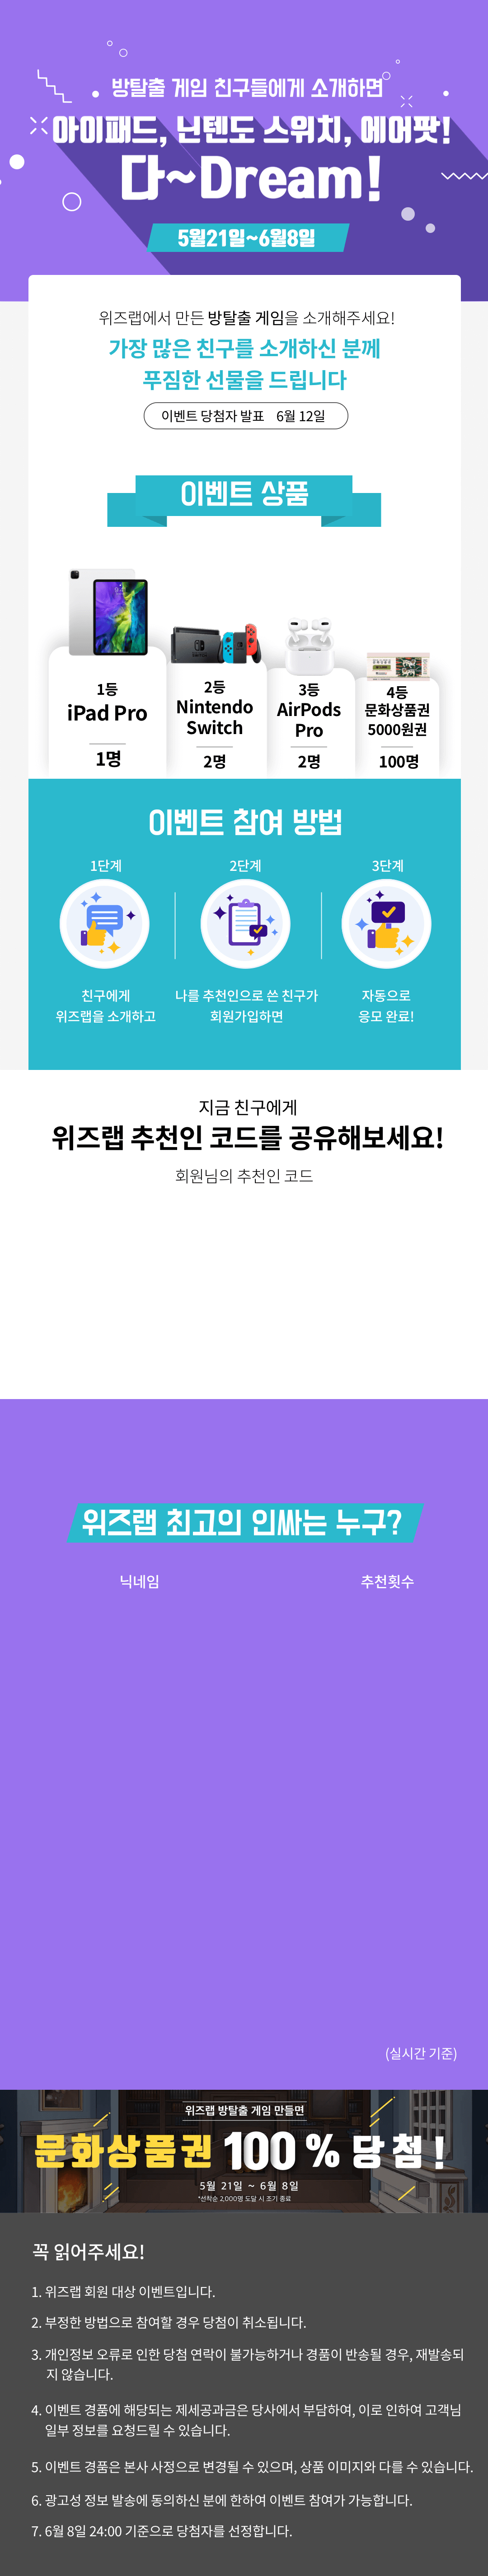 방탈출 게임 친구들에게 소개하면
아이패드, 닌텐도 스위치, 에어팟!
다~Dream!
5월21일~6월8일
위즈랩에서 만든 방탈출 게임을 소개해주세요!
가장 많은 친구를 소개하신 분께
푸짐한 선물을 드립니다
이벤트 당첨자 발표 6월 12일
이벤트 상품
1등
iPad Pro
1명
2등
Nintendo
Switch
2명
3등
AirPods
Pro
2명
4등
문화상품권
5000원권
100명
이벤트 참여 방법
1단계
친구에게
위즈랩을 소개하고
2단계
나를 추천인으로 쓴 친구가
회원가입하면
3단계
자동으로
응모 완료!
지금 친구에게
위즈랩 추천인 코드를 공유해보세요!
회원님의 추천인 코드
위즈랩 최고의 인싸는 누구?
닉네임 추천횟수
(실시간 기준)
위즈랩 방탈출 게임 만들면
문화상품권 100% 당첨!
5월 21일 ~ 6월 8일
*선착순 2,000명 도달 시 조기 종료
꼭 읽어주세요!
1. 위즈랩 회원 대상 이벤트입니다.
2. 부정한 방법으로 참여할 경우 당첨이 취소됩니다.
3. 개인정보 오류로 인한 당첨 연락이 불가능하거나 경품이 반송될 경우, 재발송되
지 않습니다.
4. 이벤트 경품에 해당되는 제세공과금은 당사에서 부담하여, 이로 인하여 고객님
일부 정보를 요청드릴 수 있습니다.
5. 이벤트 경품은 본사 사정으로 변경될 수 있으며, 상품 이미지와 다를 수 있습니다.
6. 광고성 정보 발송에 동의하신 분에 한하여 이벤트 참여가 가능합니다.
7. 6월 8일 24:00 기준으로 당첨자를 선정합니다.